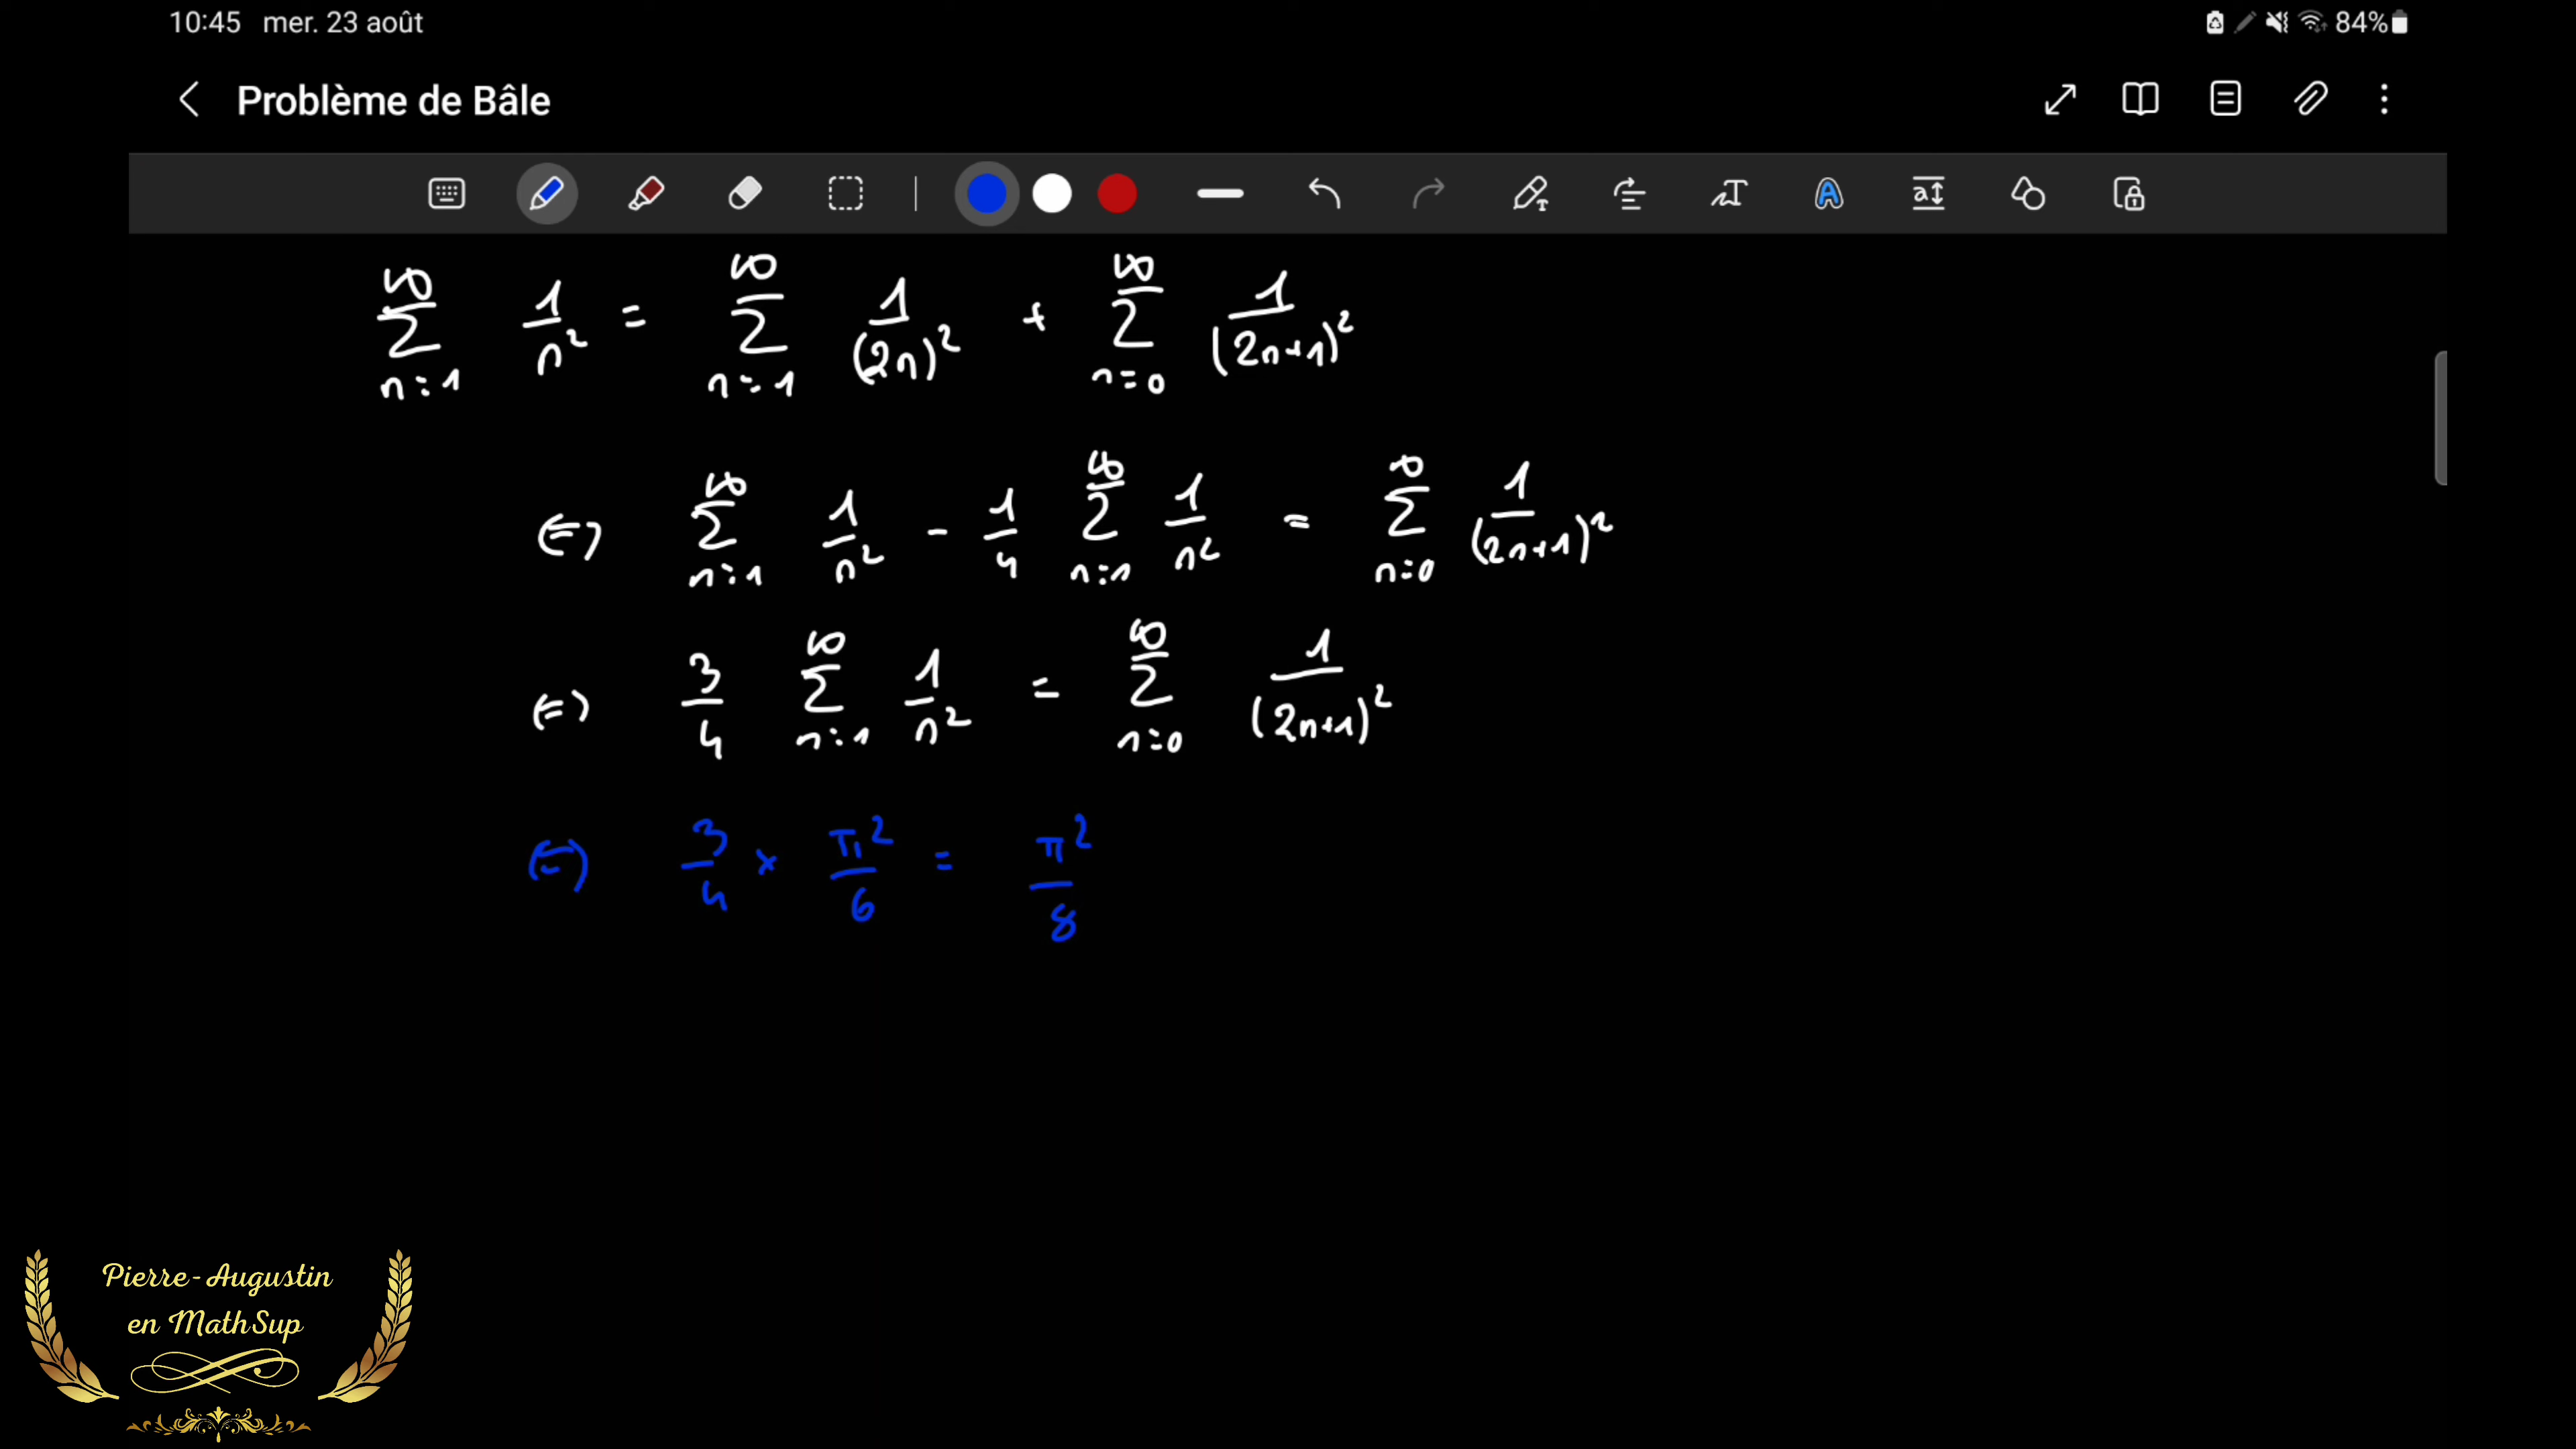 10:45 mer. 23 août 84%
Problème de Bâle
∞ ∑ n=1 1/n² = ∞ ∑ n=1 1/(2n)² + ∞ ∑ n=0 1/(2n+1)²
(=) ∞ ∑ n=1 1/n² - 1/4 ∞ ∑ n=1 1/n² = ∞ ∑ n=0 1/(2n+1)²
(=) 3/4 ∞ ∑ n=1 1/n² = ∞ ∑ n=0 1/(2n+1)²
(=) 3/4 × π²/6 = π²/8
Pierre-Augustin
en MathSup